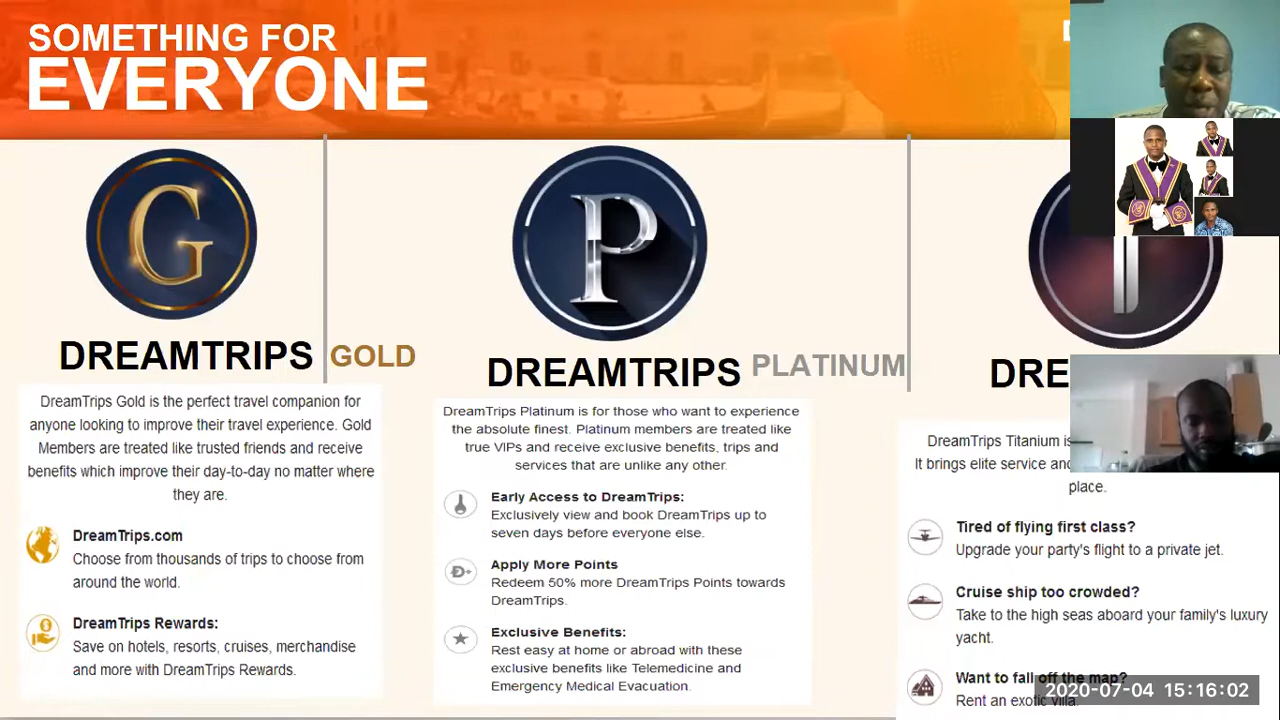 SOMETHING FOR
EVERYONE
G
DREAMTRIPS GOLD
DreamTrips Gold is the perfect travel companion for
anyone looking to improve their travel experience. Gold
Members are treated like trusted friends and receive
benefits which improve their day-to-day no matter where
they are.
DreamTrips.com
Choose from thousands of trips to choose from
around the world.
DreamTrips Rewards:
Save on hotels, resorts, cruises, merchandise
and more with DreamTrips Rewards.
P
DREAMTRIPS PLATINUM
DreamTrips Platinum is for those who want to experience
the absolute finest. Platinum members are treated like
true VIPs and receive exclusive benefits, trips and
services that are unlike any other.
Early Access to DreamTrips:
Exclusively view and book DreamTrips up to
seven days before everyone else.
Apply More Points
Redeem 50% more DreamTrips Points towards
DreamTrips.
Exclusive Benefits:
Rest easy at home or abroad with these
exclusive benefits like Telemedicine and
Emergency Medical Evacuation.
DRE
DreamTrips Titanium is
It brings elite service and
place.
Tired of flying first class?
Upgrade your party's flight to a private jet.
Cruise ship too crowded?
Take to the high seas aboard your family's luxury
yacht.
Want to fall off the map?
Rent an exotic villa.
2020-07-04 15:16:02